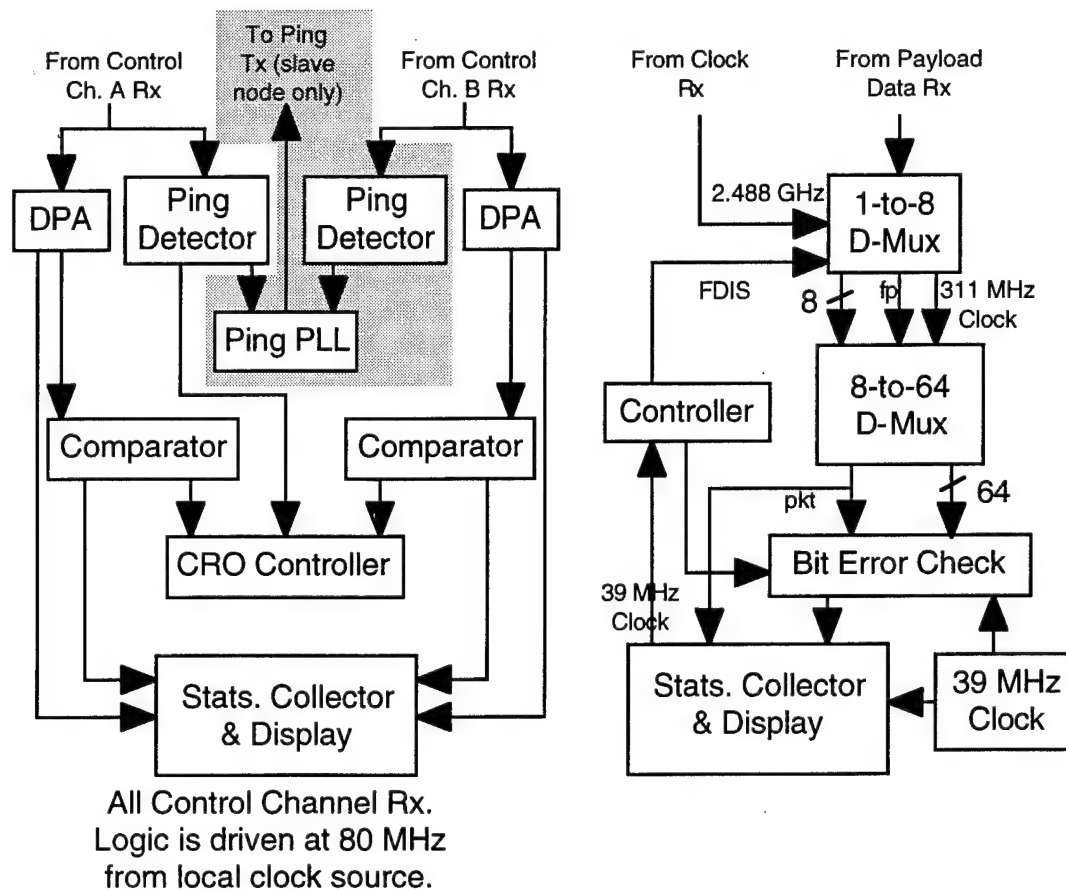 From Control
Ch. A Rx
To Ping
Tx (slave
node only)
From Control
Ch. B Rx
DPA
Ping
Detector
Ping
Detector
DPA
Ping PLL
Comparator
Comparator
CRO Controller
Stats. Collector
& Display
All Control Channel Rx.
Logic is driven at 80 MHz
from local clock source.
From Clock
Rx
From Payload
Data Rx
2.488 GHz
1-to-8
D-Mux
FDIS
8
fp
311 MHz
Clock
Controller
8-to-64
D-Mux
pkt
64
Bit Error Check
39 MHz
Clock
Stats. Collector
& Display
39 MHz
Clock